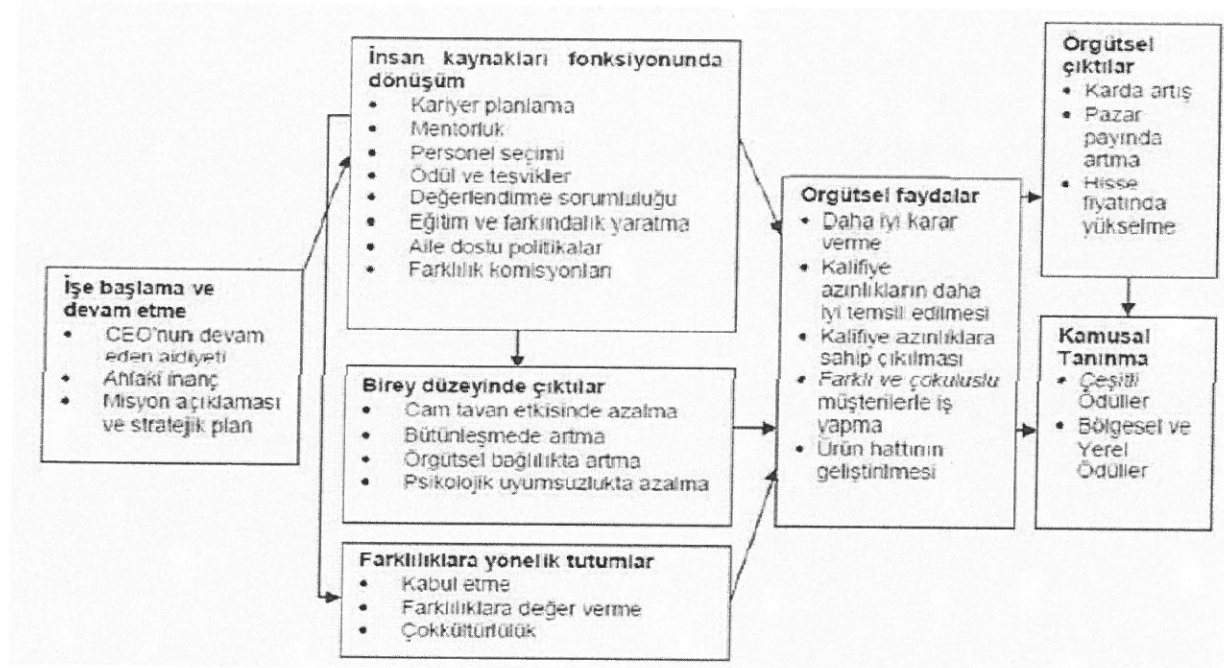 İşe başlama ve
devam etme
• CEO'nun devam
eden aidiyeti
• Ahlaki inanç
• Misyon açıklaması
ve stratejik plan
İnsan kaynakları fonksiyonunda
dönüşüm
• Kariyer planlama
• Mentorluk
• Personel seçimi
• Ödül ve teşvikler
• Değerlendirme sorumluluğu
• Eğitim ve farkındalık yaratma
• Aile dostu politikalar
• Farklılık komisyonları
Birey düzeyinde çıktılar
• Cam tavan etkisinde azalma
• Bütünleşmede artma
• Örgütsel bağlılıkta artma
• Psikolojik uyumsuzlukta azalma
Farklılıklara yönelik tutumlar
• Kabul etme
• Farklılıklara değer verme
• Çokkültürlülük
Örgütsel faydalar
• Daha iyi karar
verme
• Kalifiye
azınlıkların daha
iyi temsil edilmesi
• Kalifiye azınlıklara
sahip çıkılması
• Farklı ve çokuluslu
müşterilerle iş
yapma
• Ürün hattının
geliştirilmesi
Örgütsel
çıktılar
• Karda artış
• Pazar
payında
artma
• Hisse
fiyatında
yükselme
Kamusal
Tanınma
• Çeşitli
Ödüller
• Bölgesel ve
Yerel
Ödüller